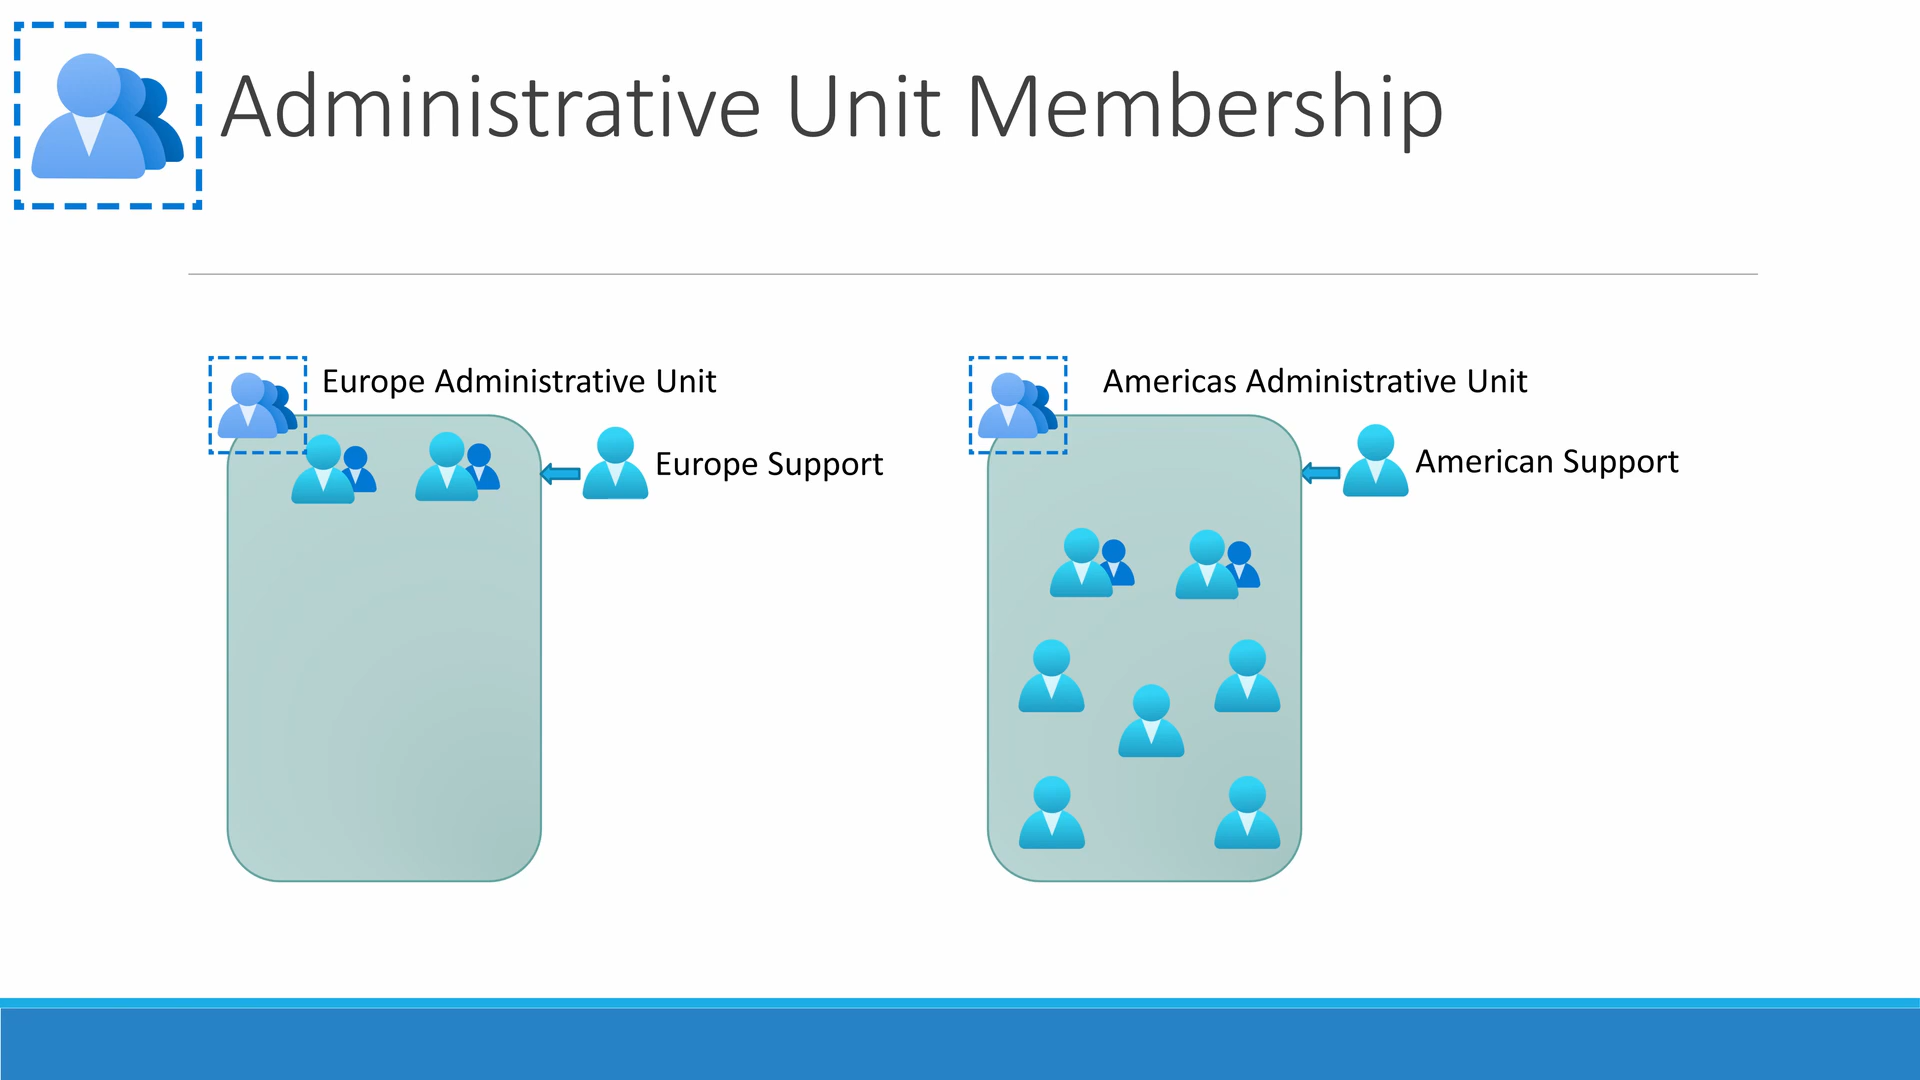 Administrative Unit Membership
Europe Administrative Unit
Europe Support
Americas Administrative Unit
American Support